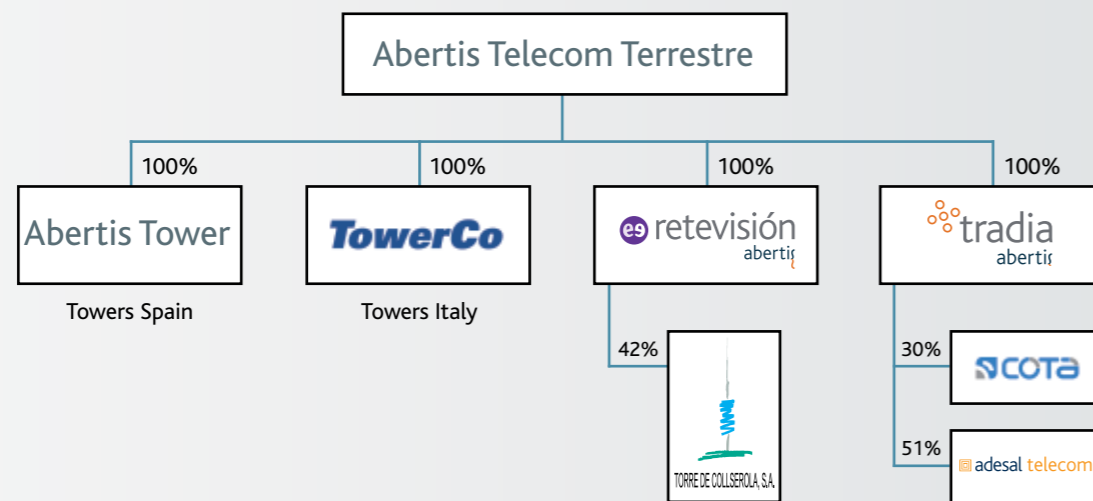 Abertis Telecom Terrestre
100%
100%
100%
100%
Abertis Tower
TowerCo
retevisión
abertis
tradia
abertis
Towers Spain
Towers Italy
42%
TORRE DE COLLSEROLA, S.A.
30%
COTA
51%
adesal telecom